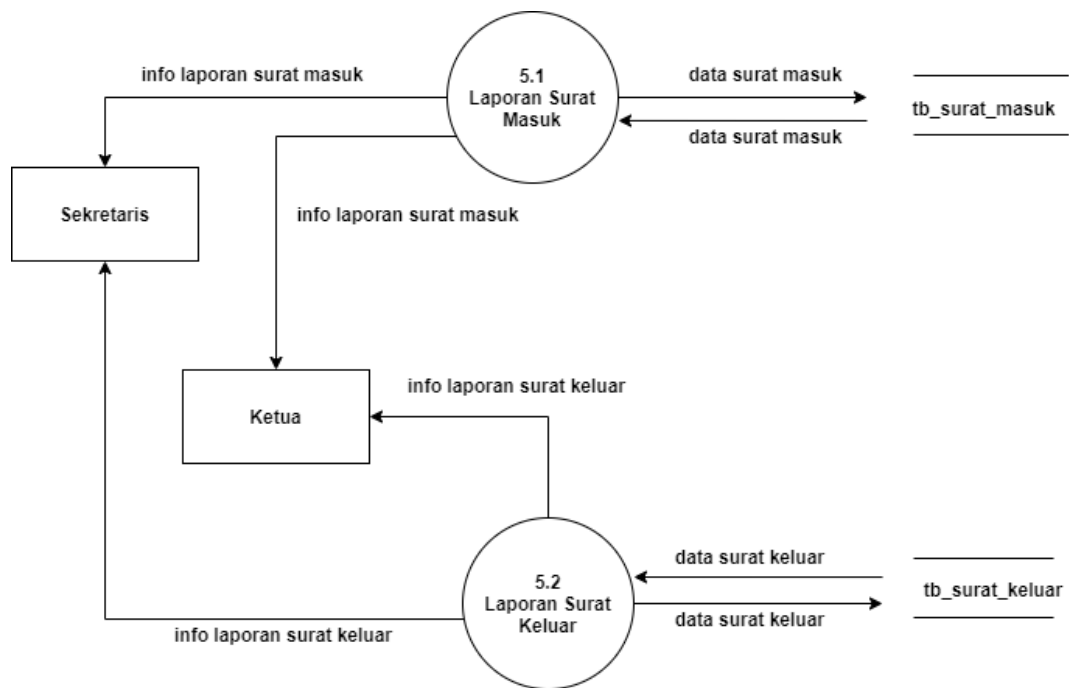 info laporan surat masuk
5.1
Laporan Surat
Masuk
data surat masuk
data surat masuk
tb_surat_masuk
Sekretaris
info laporan surat masuk
Ketua
info laporan surat keluar
5.2
Laporan Surat
Keluar
data surat keluar
data surat keluar
tb_surat_keluar
info laporan surat keluar